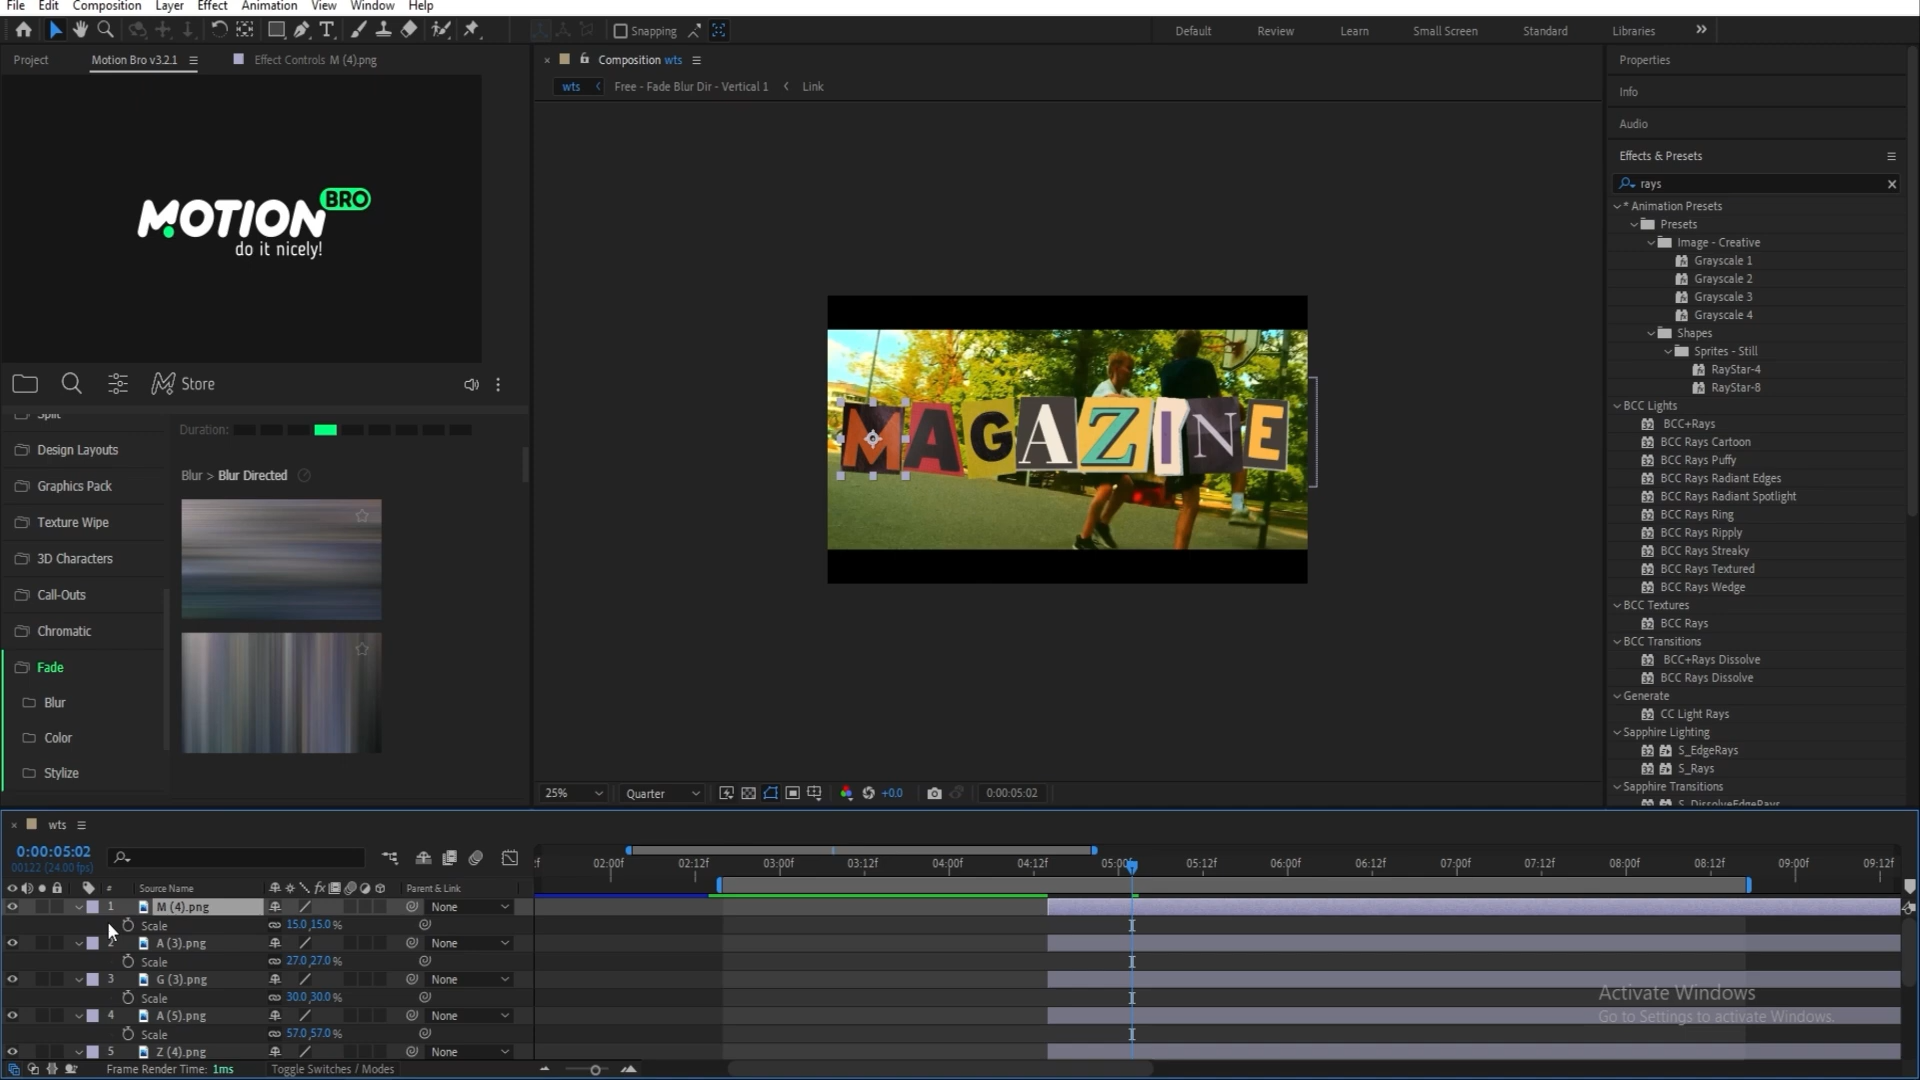 File Edit Composition Layer Effect Animation View Window Help
Snapping
Default Review Learn Small Screen Standard Libraries
Project Motion Bro v3.2.1 Effect Controls M (4).png
Composition wts
wts Free - Fade Blur Dir - Vertical 1 Link
MOTION BRO
do it nicely!
Store
Split
Design Layouts
Graphics Pack
Texture Wipe
3D Characters
Call-Outs
Chromatic
Fade
Blur
Color
Stylize
Duration:
Blur > Blur Directed
MAGAZINE
25% Quarter +0.0 0:00:05:02
Properties
Info
Audio
Effects & Presets
rays
* Animation Presets
Presets
Image - Creative
Grayscale 1
Grayscale 2
Grayscale 3
Grayscale 4
Shapes
Sprites - Still
RayStar-4
RayStar-8
BCC Lights
BCC+Rays
BCC Rays Cartoon
BCC Rays Puffy
BCC Rays Radiant Edges
BCC Rays Radiant Spotlight
BCC Rays Ring
BCC Rays Ripply
BCC Rays Streaky
BCC Rays Textured
BCC Rays Wedge
BCC Textures
BCC Rays
BCC Transitions
BCC+Rays Dissolve
BCC Rays Dissolve
Generate
CC Light Rays
Sapphire Lighting
S_EdgeRays
S_Rays
Sapphire Transitions
S_DissolveEdgeRays
wts
0:00:05:02
00122 (24.00 fps)
02:00f 02:12f 03:00f 03:12f 04:00f 04:12f 05:00f 05:12f 06:00f 06:12f 07:00f 07:12f 08:00f 08:12f 09:00f 09:12f
# Source Name Parent & Link
1 M (4).png None
Scale 15.0,15.0 %
2 A (3).png None
Scale 27.0,27.0 %
3 G (3).png None
Scale 30.0,30.0 %
4 A (5).png None
Scale 57.0,57.0 %
5 Z (4).png None
Frame Render Time: 1ms Toggle Switches / Modes
Activate Windows
Go to Settings to activate Windows.